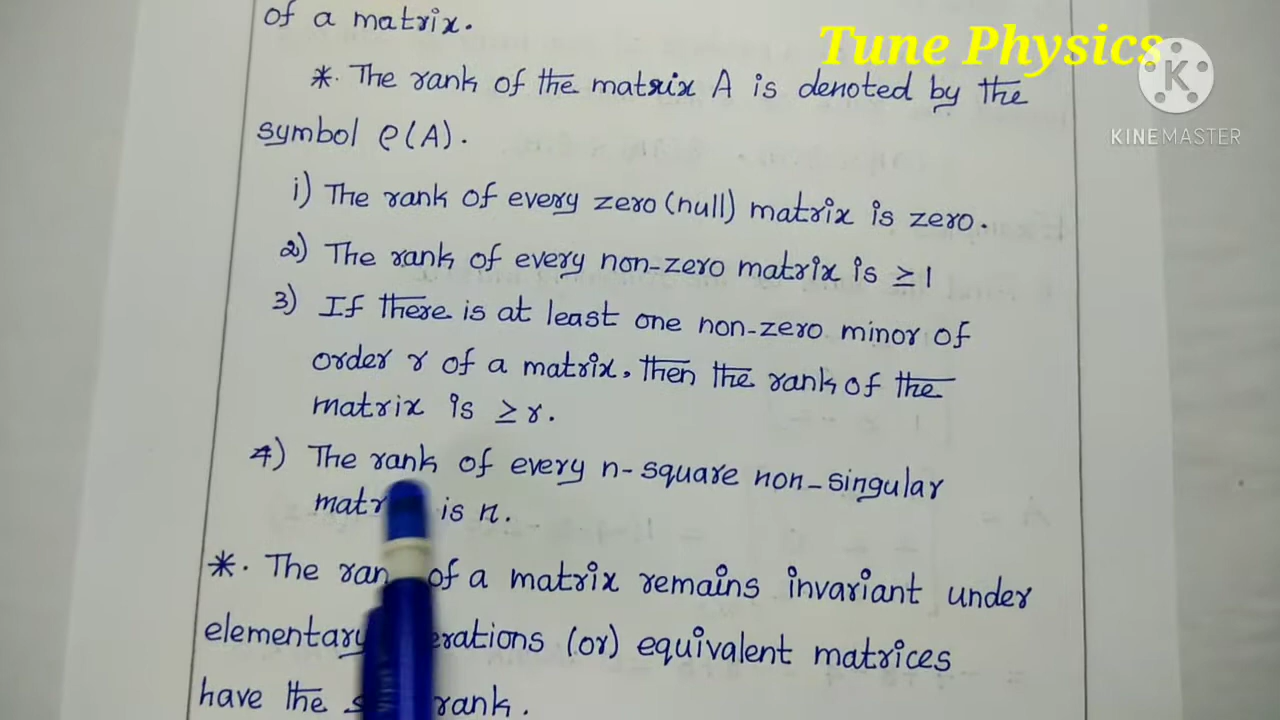 of a matrix.
Tune Physics
KINEMASTER
*. The rank of the matrix A is denoted by the
symbol ρ(A).
1) The rank of every zero (null) matrix is zero.
2) The rank of every non-zero matrix is ≥1
3) If there is at least one non-zero minor of
order r of a matrix, then the rank of the
matrix is ≥r.
4) The rank of every n-square non-singular
matr is n.
*. The ran of a matrix remains invariant under
elementary erations (or) equivalent matrices
have the s rank.